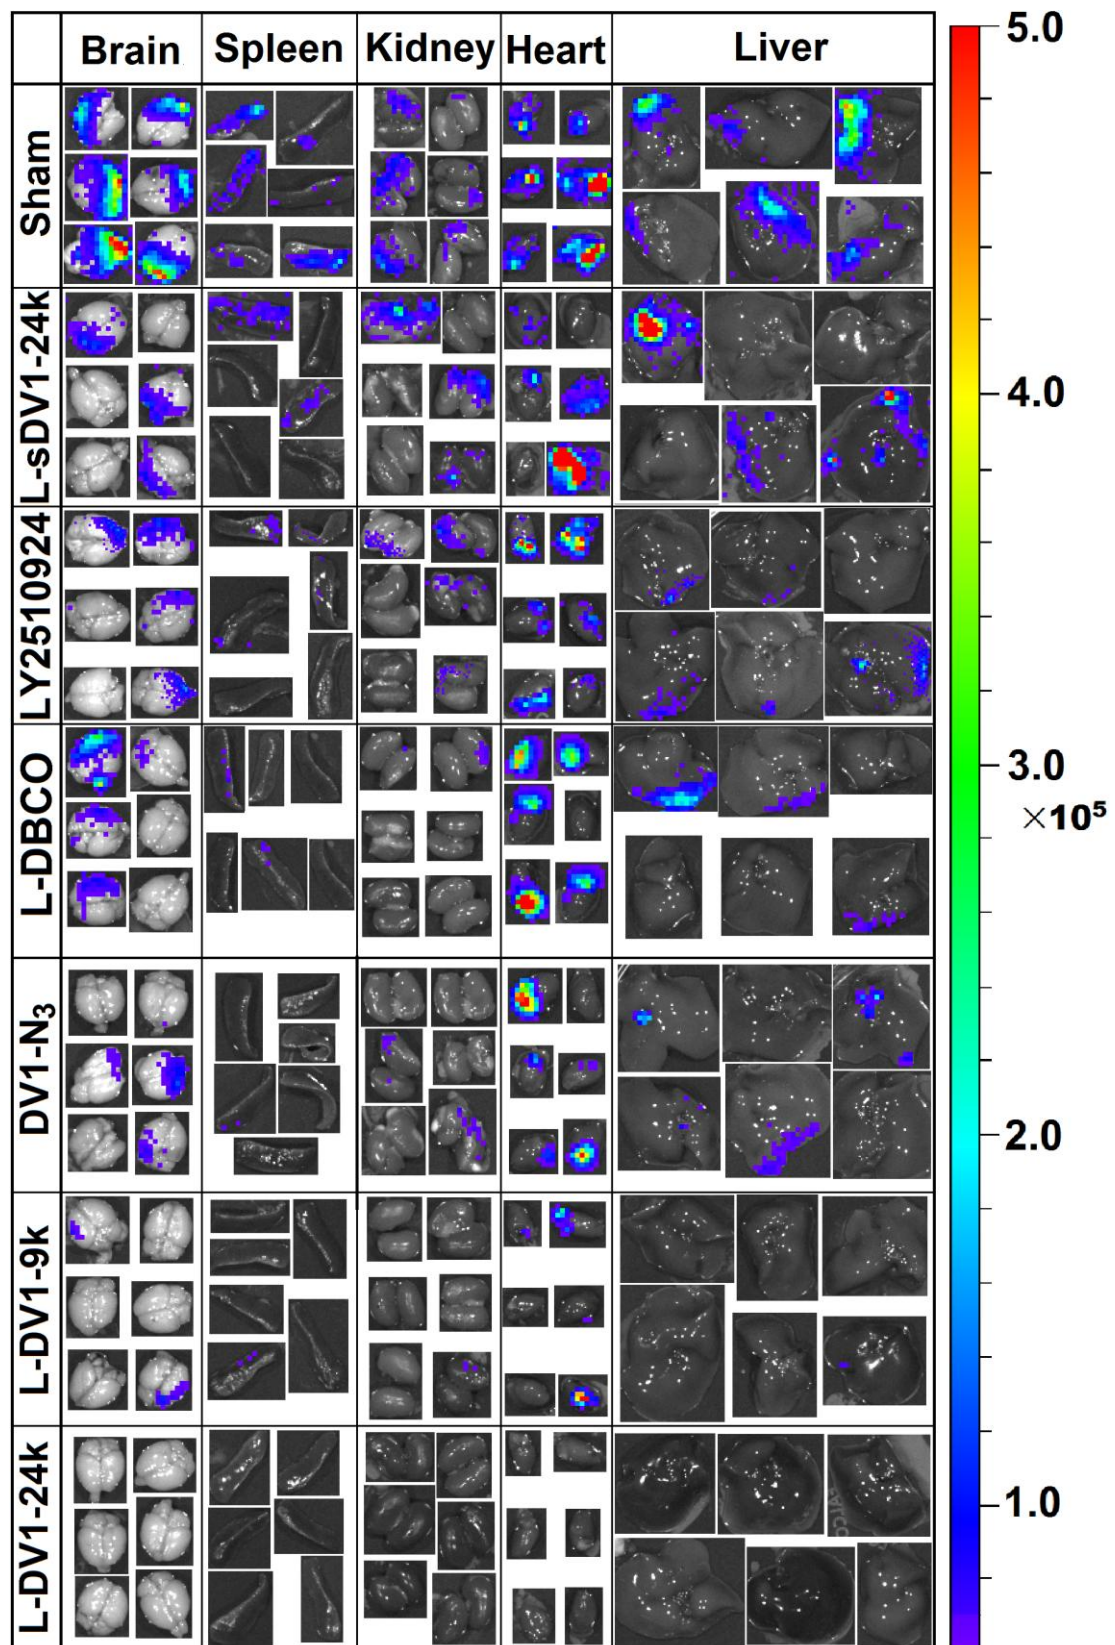 Brain Spleen Kidney Heart Liver
Sham
L-sDV1-24k
LY2510924
L-DBCO
DV1-N₃
L-DV1-9k
L-DV1-24k
5.0
4.0
3.0
×10⁵
2.0
1.0